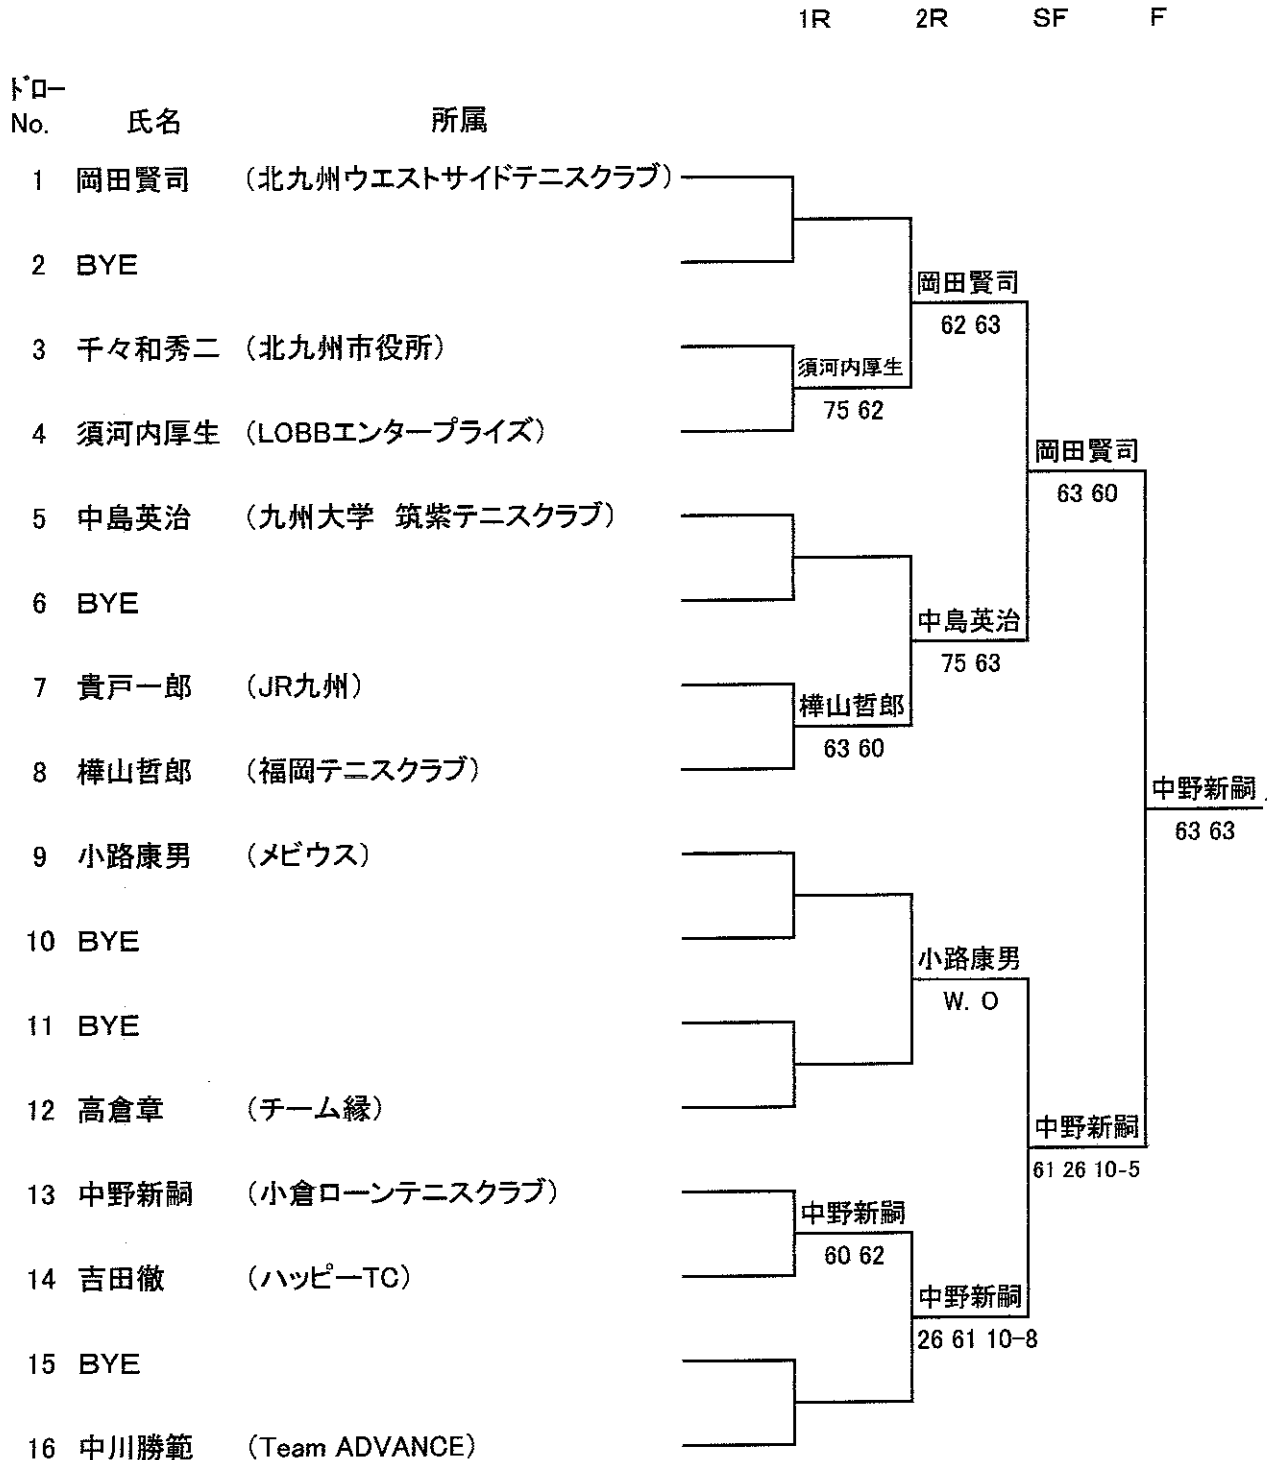 1R 2R SF F
ドロー
No. 氏名 所属
1 岡田賢司 (北九州ウエストサイドテニスクラブ)
2 BYE
岡田賢司
62 63
3 千々和秀二 (北九州市役所)
須河内厚生
75 62
4 須河内厚生 (LOBBエンタープライズ)
岡田賢司
63 60
5 中島英治 (九州大学 筑紫テニスクラブ)
6 BYE
中島英治
75 63
7 貴戸一郎 (JR九州)
樺山哲郎
63 60
8 樺山哲郎 (福岡テニスクラブ)
中野新嗣
63 63
9 小路康男 (メビウス)
10 BYE
小路康男
W. O
11 BYE
12 高倉章 (チーム縁)
中野新嗣
61 26 10-5
13 中野新嗣 (小倉ローンテニスクラブ)
中野新嗣
60 62
14 吉田徹 (ハッピーTC)
中野新嗣
26 61 10-8
15 BYE
16 中川勝範 (Team ADVANCE)